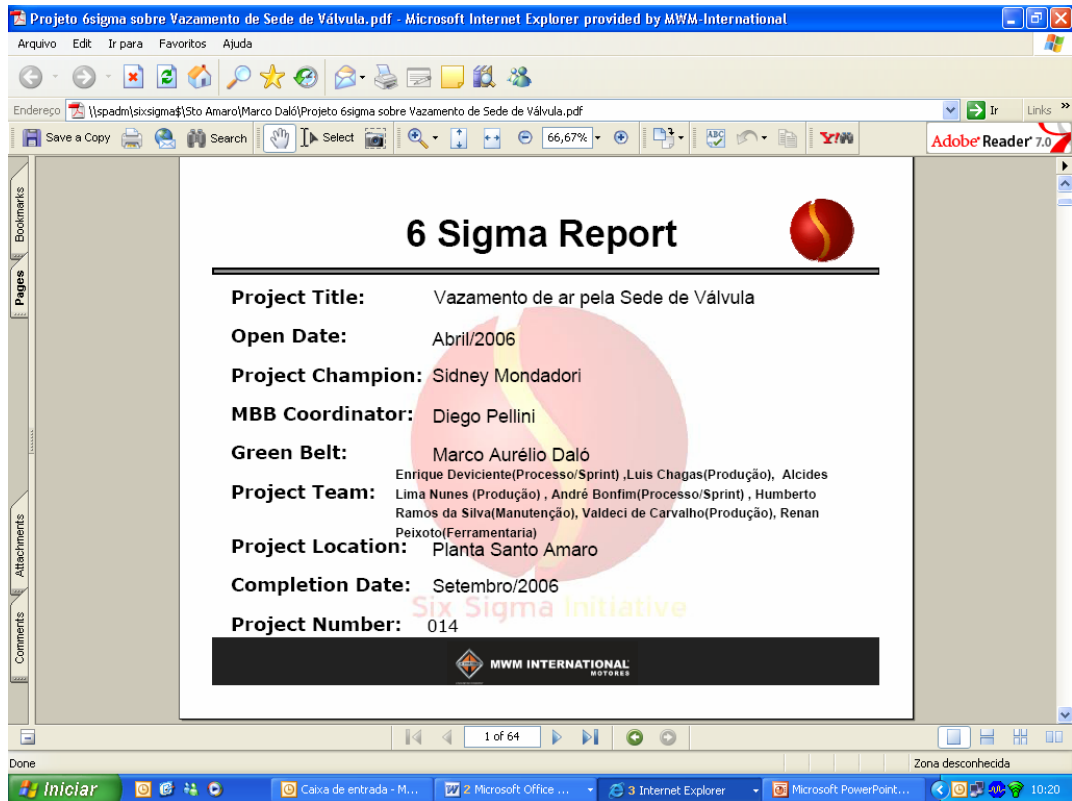 Projeto 6sigma sobre Vazamento de Sede de Válvula.pdf - Microsoft Internet Explorer provided by MWM-International
Arquivo Edit Ir para Favoritos Ajuda
Endereço \\spadm\sixsigma$\Sto Amaro\Marco Daló\Projeto 6sigma sobre Vazamento de Sede de Válvula.pdf Ir Links »
Save a Copy Search Select 66,67% Y! Adobe Reader 7.0
Bookmarks
Pages
Attachments
Comments
6 Sigma Report
Project Title: Vazamento de ar pela Sede de Válvula
Open Date: Abril/2006
Project Champion: Sidney Mondadori
MBB Coordinator: Diego Pellini
Green Belt: Marco Aurélio Daló
Project Team: Enrique Deviciente(Processo/Sprint) ,Luis Chagas(Produção), Alcides
Lima Nunes (Produção) , André Bonfim(Processo/Sprint) , Humberto
Ramos da Silva(Manutenção), Valdeci de Carvalho(Produção), Renan
Peixoto(Ferramentaria)
Project Location: Planta Santo Amaro
Completion Date: Setembro/2006
Six Sigma Initiative
Project Number: 014
MWM INTERNATIONAL
MOTORES
1 of 64
Done Zona desconhecida
Iniciar Caixa de entrada - M... 2 Microsoft Office ... 3 Internet Explorer Microsoft PowerPoint... 10:20